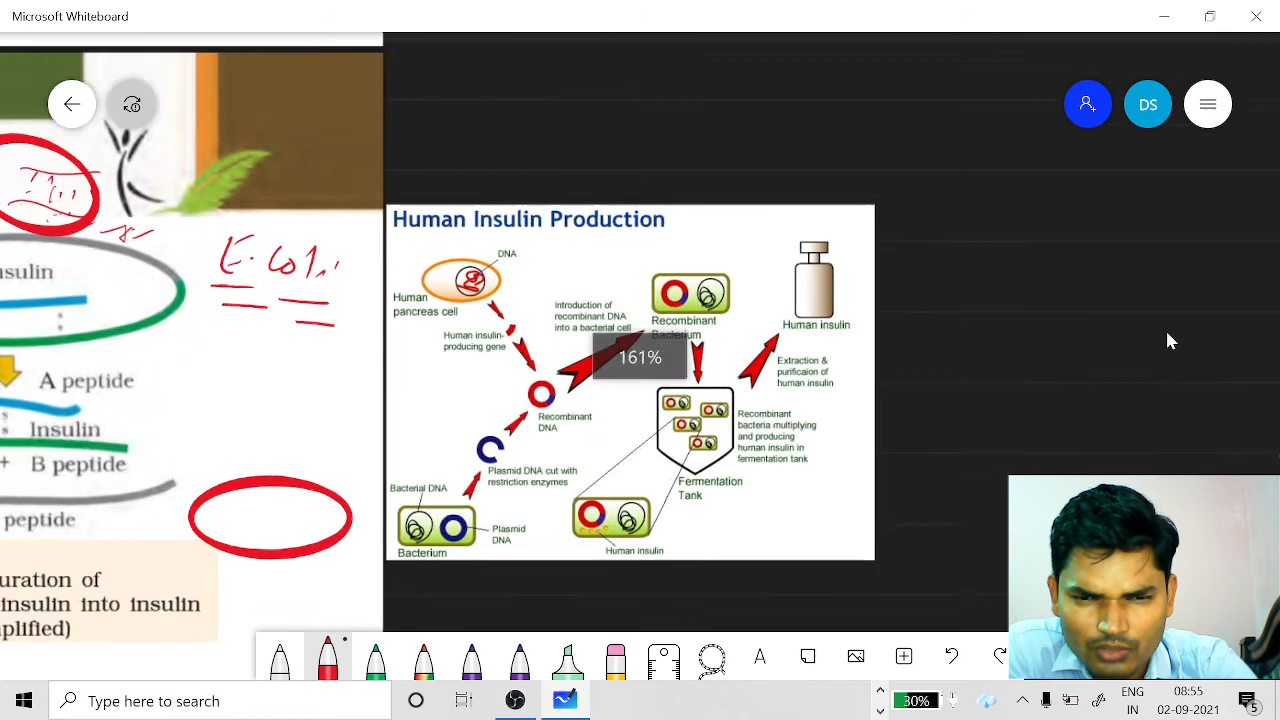 Microsoft Whiteboard
DS
E. coli
sulin
A peptide
Insulin
+ B peptide
peptide
uration of
insulin into insulin
plified)
Human Insulin Production
DNA
Human
pancreas cell
Human insulin-
producing gene
Introduction of
recombinant DNA
into a bacterial cell
Recombinant
Bacterium
Human insulin
161%
Extraction &
purificaion of
human insulin
Recombinant
DNA
Recombinant
bacteria multiplying
and producing
human insulin in
fermentation tank
Plasmid DNA cut with
restriction enzymes
Fermentation
Tank
Bacterial DNA
Plasmid
DNA
Bacterium
Human insulin
A
Type here to search
80%
ENG
IN
08:55
02-09-2021
5